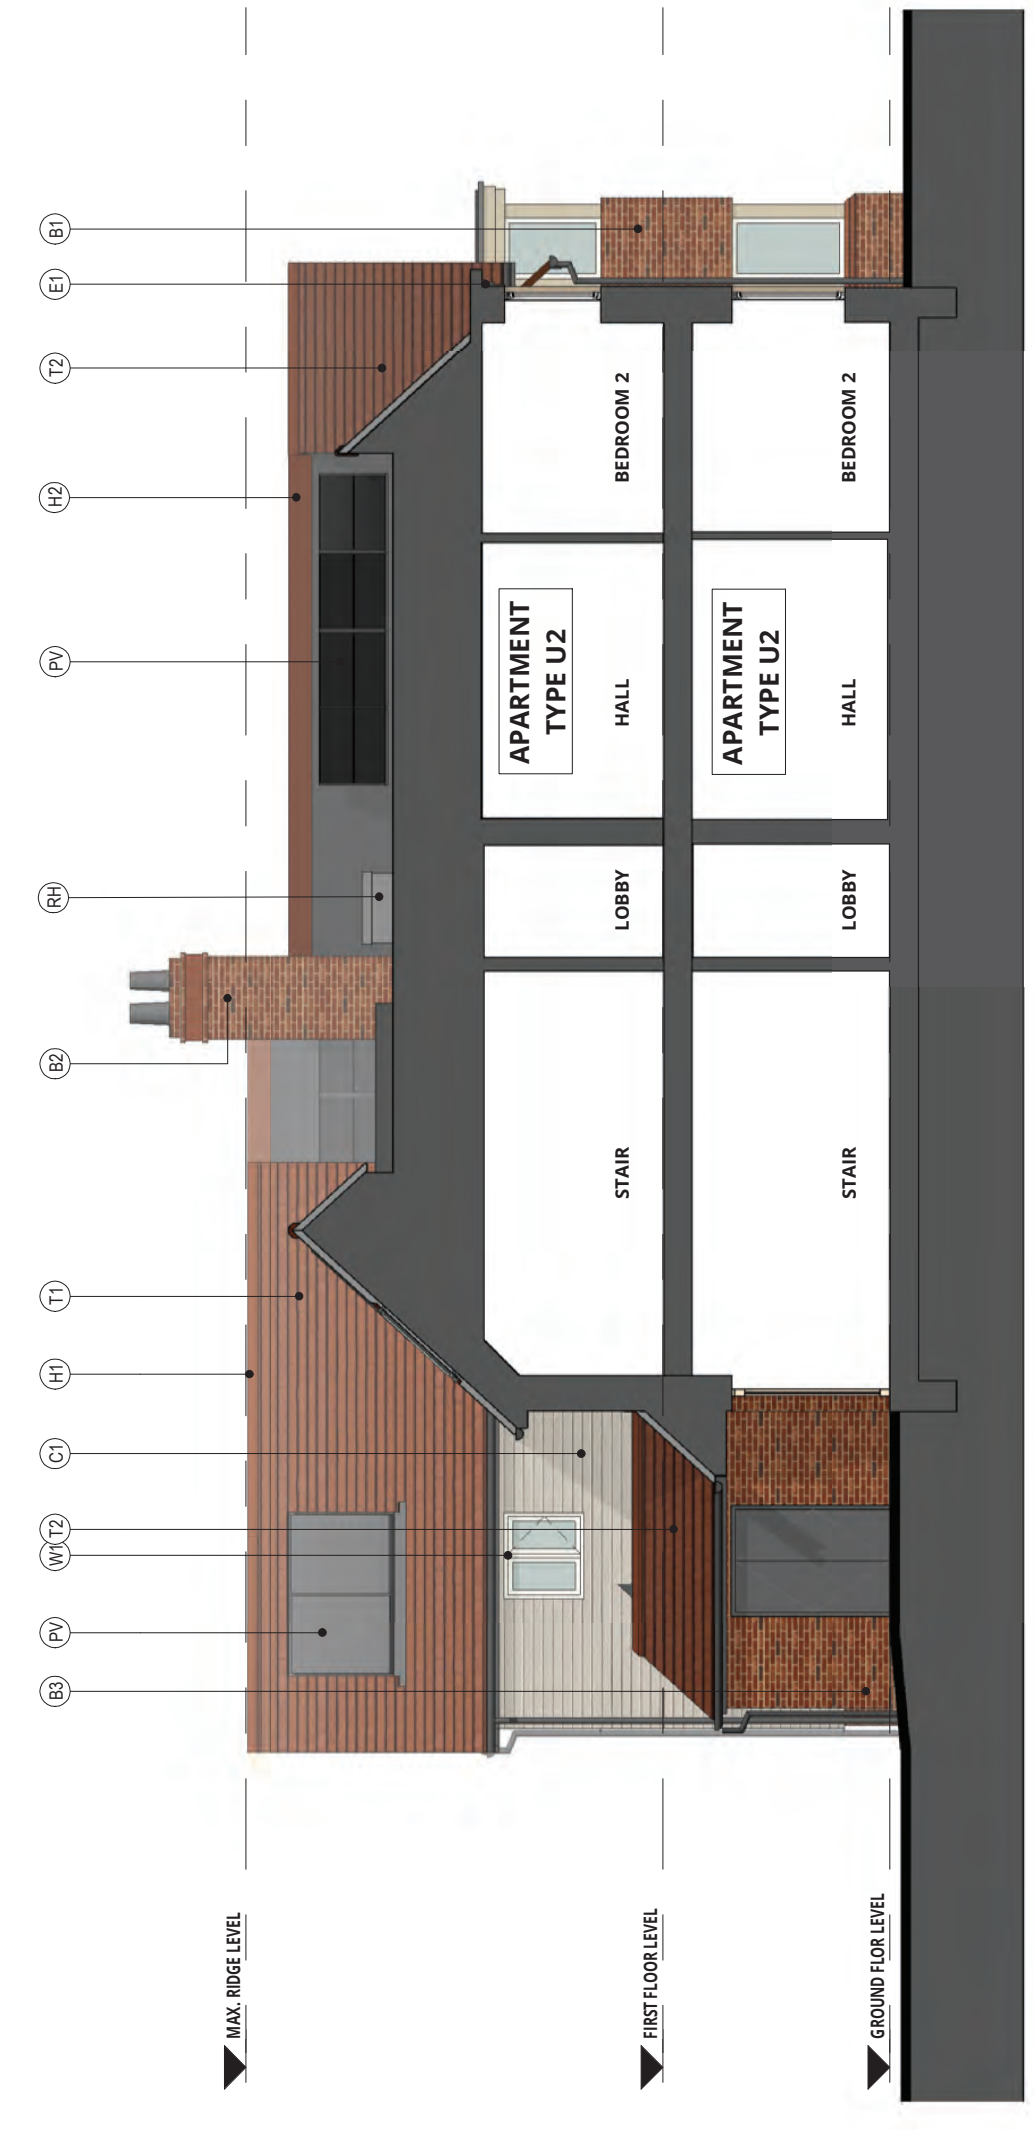 B3
PV
W1
T2
C1
H1
T1
B2
RH
PV
H2
T2
E1
B1
MAX. RIDGE LEVEL
APARTMENT
TYPE U2
STAIR
LOBBY
HALL
BEDROOM 2
FIRST FLOOR LEVEL
APARTMENT
TYPE U2
STAIR
LOBBY
HALL
BEDROOM 2
GROUND FLOR LEVEL